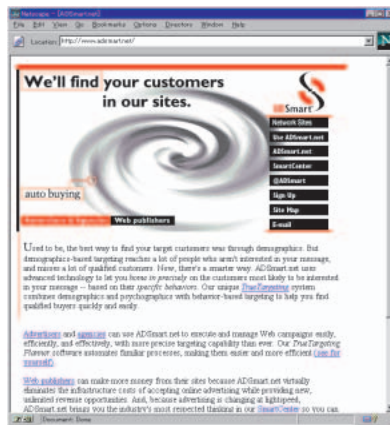 Netscape - [ADSmart.net]
File Edit View Go Bookmarks Options Directory Window Help
Location: http://www.adsmart.net/
N
We'll find your customers
in our sites.
Smart
Network Sites
Use ADSmart.net
ADSmart.net
SmartCenter
@ADSmart
Sign Up
Site Map
E-mail
auto buying
Web publishers
Used to be, the best way to find your target customers was through demographics. But
demographics-based targeting reaches a lot of people who aren't interested in your message,
and misses a lot of qualified customers. Now, there's a smarter way. ADSmart.net uses
advanced technology to let you home in precisely on the customers most likely to be interested
in your message -- based on their specific behaviors. Our unique TrueTargeting system
combines demographics and psychographics with behavior-based targeting to help you find
qualified buyers quickly and easily.
Advertisers and agencies can use ADSmart.net to execute and manage Web campaigns easily,
efficiently, and effectively, with more precise targeting capability than ever. Our TrueTargeting
Planner software automates familiar processes, making them easier and more efficient (see for
yourself).
Web publishers can make more money from their sites because ADSmart.net virtually
eliminates the infrastructure costs of accepting online advertising while providing new,
unlimited revenue opportunities. And, because advertising is changing at lightspeed,
ADSmart.net brings you the industry's most respected thinking in our SmartCenter so you can
Document: Done